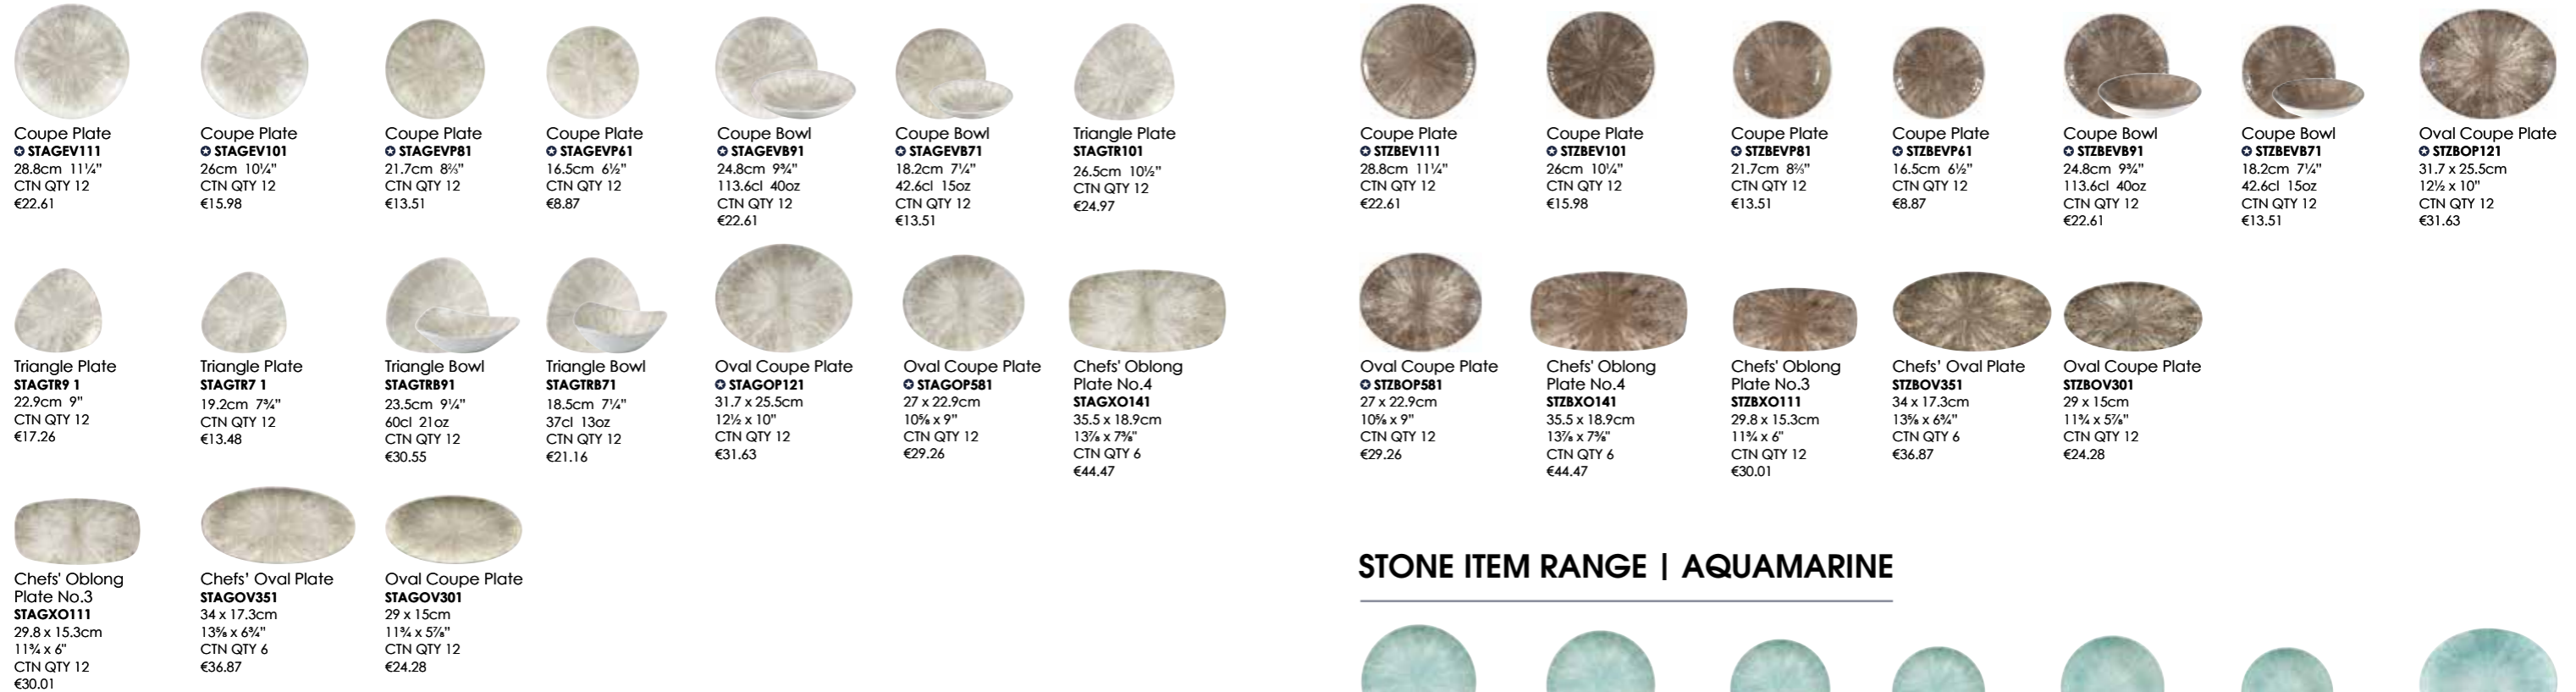 Coupe Plate
STAGEV111
28.8cm 11¼"
CTN QTY 12
€22.61
Coupe Plate
STAGEV101
26cm 10¼"
CTN QTY 12
€15.98
Coupe Plate
STAGEVP81
21.7cm 8⅔"
CTN QTY 12
€13.51
Coupe Plate
STAGEVP61
16.5cm 6½"
CTN QTY 12
€8.87
Coupe Bowl
STAGEVB91
24.8cm 9¾"
113.6cl 40oz
CTN QTY 12
€22.61
Coupe Bowl
STAGEVB71
18.2cm 7¼"
42.6cl 15oz
CTN QTY 12
€13.51
Triangle Plate
STAGTR101
26.5cm 10½"
CTN QTY 12
€24.97
Triangle Plate
STAGTR9 1
22.9cm 9"
CTN QTY 12
€17.26
Triangle Plate
STAGTR7 1
19.2cm 7¾"
CTN QTY 12
€13.48
Triangle Bowl
STAGTRB91
23.5cm 9¼"
60cl 21oz
CTN QTY 12
€30.55
Triangle Bowl
STAGTRB71
18.5cm 7¼"
37cl 13oz
CTN QTY 12
€21.16
Oval Coupe Plate
STAGOP121
31.7 x 25.5cm
12½ x 10"
CTN QTY 12
€31.63
Oval Coupe Plate
STAGOP581
27 x 22.9cm
10⅝ x 9"
CTN QTY 12
€29.26
Chefs' Oblong
Plate No.4
STAGXO141
35.5 x 18.9cm
13⅞ x 7⅜"
CTN QTY 6
€44.47
Chefs' Oblong
Plate No.3
STAGXO111
29.8 x 15.3cm
11¾ x 6"
CTN QTY 12
€30.01
Chefs’ Oval Plate
STAGOV351
34 x 17.3cm
13⅜ x 6¾"
CTN QTY 6
€36.87
Oval Coupe Plate
STAGOV301
29 x 15cm
11¾ x 5⅞"
CTN QTY 12
€24.28
Coupe Plate
STZBEV111
28.8cm 11¼"
CTN QTY 12
€22.61
Coupe Plate
STZBEV101
26cm 10¼"
CTN QTY 12
€15.98
Coupe Plate
STZBEVP81
21.7cm 8⅔"
CTN QTY 12
€13.51
Coupe Plate
STZBEVP61
16.5cm 6½"
CTN QTY 12
€8.87
Coupe Bowl
STZBEVB91
24.8cm 9¾"
113.6cl 40oz
CTN QTY 12
€22.61
Coupe Bowl
STZBEVB71
18.2cm 7¼"
42.6cl 15oz
CTN QTY 12
€13.51
Oval Coupe Plate
STZBOP121
31.7 x 25.5cm
12½ x 10"
CTN QTY 12
€31.63
Oval Coupe Plate
STZBOP581
27 x 22.9cm
10⅝ x 9"
CTN QTY 12
€29.26
Chefs' Oblong
Plate No.4
STZBXO141
35.5 x 18.9cm
13⅞ x 7⅜"
CTN QTY 6
€44.47
Chefs' Oblong
Plate No.3
STZBXO111
29.8 x 15.3cm
11¾ x 6"
CTN QTY 12
€30.01
Chefs’ Oval Plate
STZBOV351
34 x 17.3cm
13⅜ x 6¾"
CTN QTY 6
€36.87
Oval Coupe Plate
STZBOV301
29 x 15cm
11¾ x 5⅞"
CTN QTY 12
€24.28
STONE ITEM RANGE | AQUAMARINE